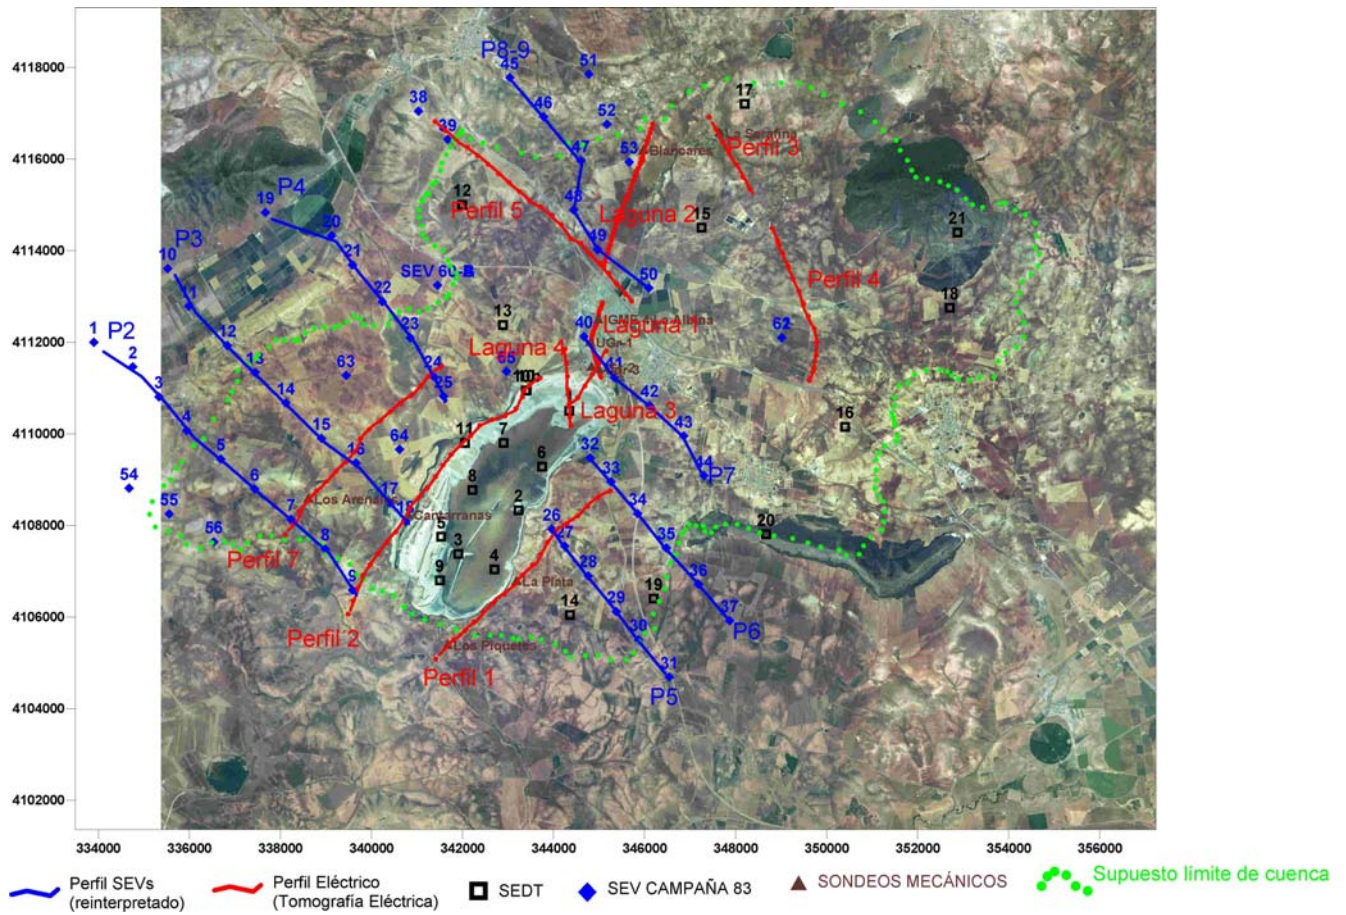 4118000
4116000
4114000
4112000
4110000
4108000
4106000
4104000
4102000
P8-9
45
51
38
46
52
17
39
La Serafina
47
53
Blancares
Perfil 3
19
P4
12
48
Perfil 5
Laguna 2
15
20
21
P3
10
21
49
SEV 60-
50
Perfil 4
11
22
13
18
1
P2
12
23
40
Laguna 1
62
2
13
24
Laguna 4
65
UGr-1
3
63
10
41
14
25
42
Laguna 3
4
15
11
7
43
16
5
16
64
6
32
44
P7
54
6
8
33
17
Los Arenales
55
7
18
Cantarranas
2
34
56
8
5
26
20
Perfil 7
3
27
35
9
9
4
28
La Plata
19
36
14
29
37
Perfil 2
30
P6
Los Piqueres
31
Perfil 1
P5
334000 336000 338000 340000 342000 344000 346000 348000 350000 352000 354000 356000
Perfil SEVs
(reinterpretado)
Perfil Eléctrico
(Tomografía Eléctrica)
SEDT
SEV CAMPAÑA 83
SONDEOS MECÁNICOS
Supuesto límite de cuenca